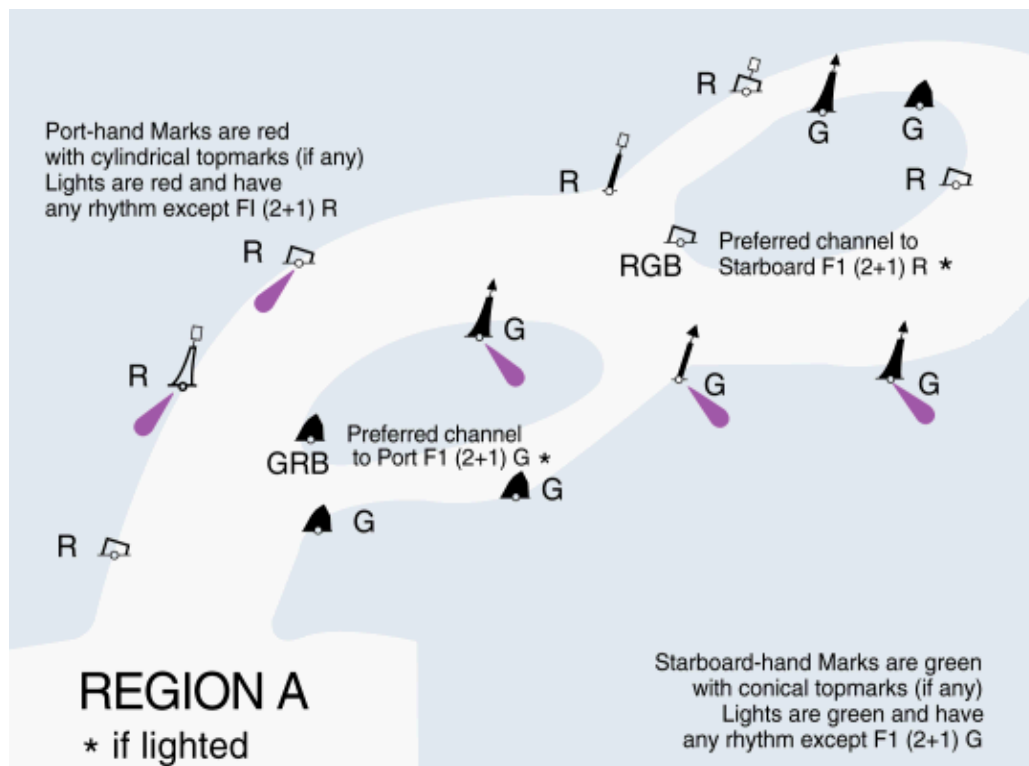 R
G
G
Port-hand Marks are red
with cylindrical topmarks (if any)
Lights are red and have
any rhythm except FI (2+1) R
R
R
R
RGB
Preferred channel to
Starboard F1 (2+1) R *
G
R
G
G
Preferred channel
to Port F1 (2+1) G *
GRB
G
G
R
REGION A
* if lighted
Starboard-hand Marks are green
with conical topmarks (if any)
Lights are green and have
any rhythm except F1 (2+1) G